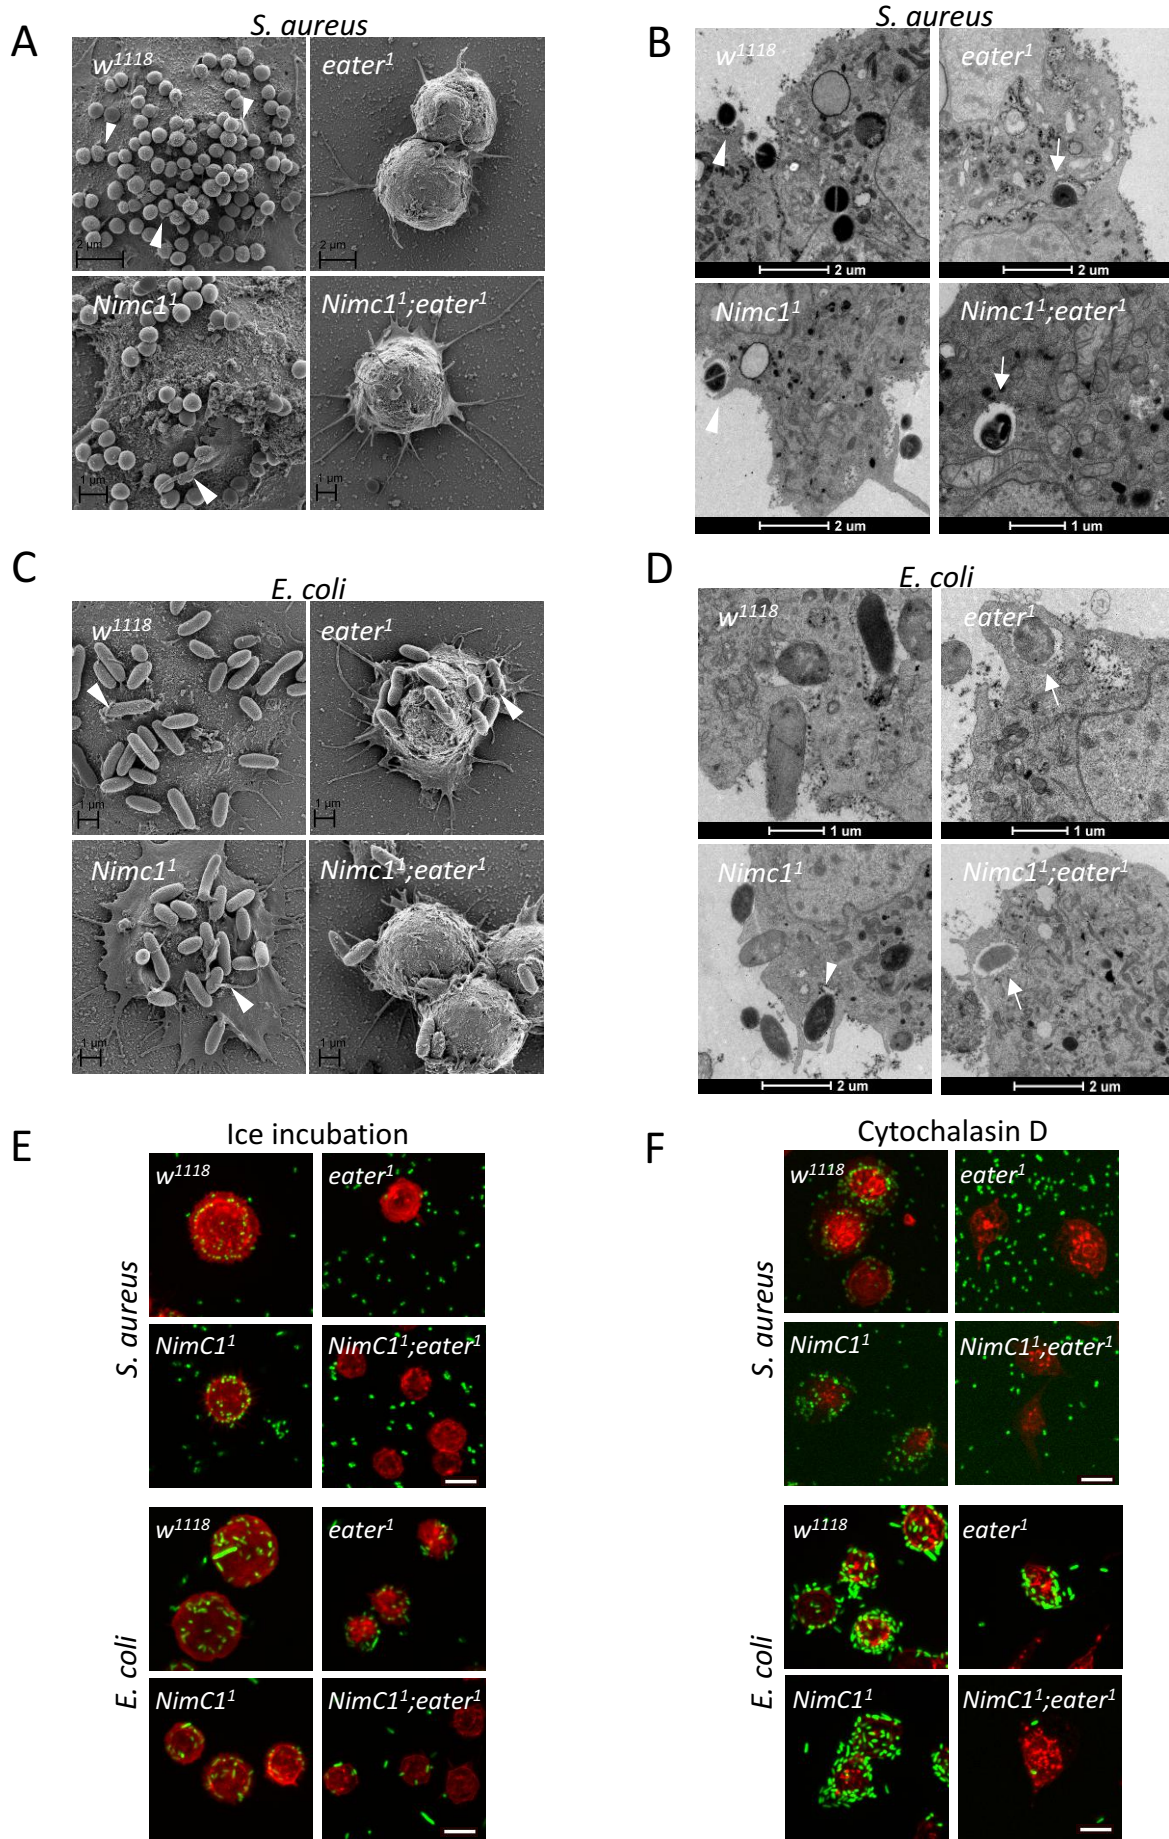 A
S. aureus
w¹¹¹⁸
eater¹
2 µm
2 µm
Nimc1¹
Nimc1¹;eater¹
1 µm
1 µm
B
S. aureus
w¹¹¹⁸
eater¹
2 um
2 um
Nimc1¹
Nimc1¹;eater¹
2 um
1 um
C
E. coli
w¹¹¹⁸
eater¹
1 µm
1 µm
Nimc1¹
Nimc1¹;eater¹
1 µm
1 µm
D
E. coli
w¹¹¹⁸
eater¹
1 um
1 um
Nimc1¹
Nimc1¹;eater¹
2 um
2 um
E
Ice incubation
S. aureus
w¹¹¹⁸
eater¹
NimC1¹
NimC1¹;eater¹
E. coli
w¹¹¹⁸
eater¹
NimC1¹
NimC1¹;eater¹
F
Cytochalasin D
S. aureus
w¹¹¹⁸
eater¹
NimC1¹
NimC1¹;eater¹
E. coli
w¹¹¹⁸
eater¹
NimC1¹
NimC1¹;eater¹